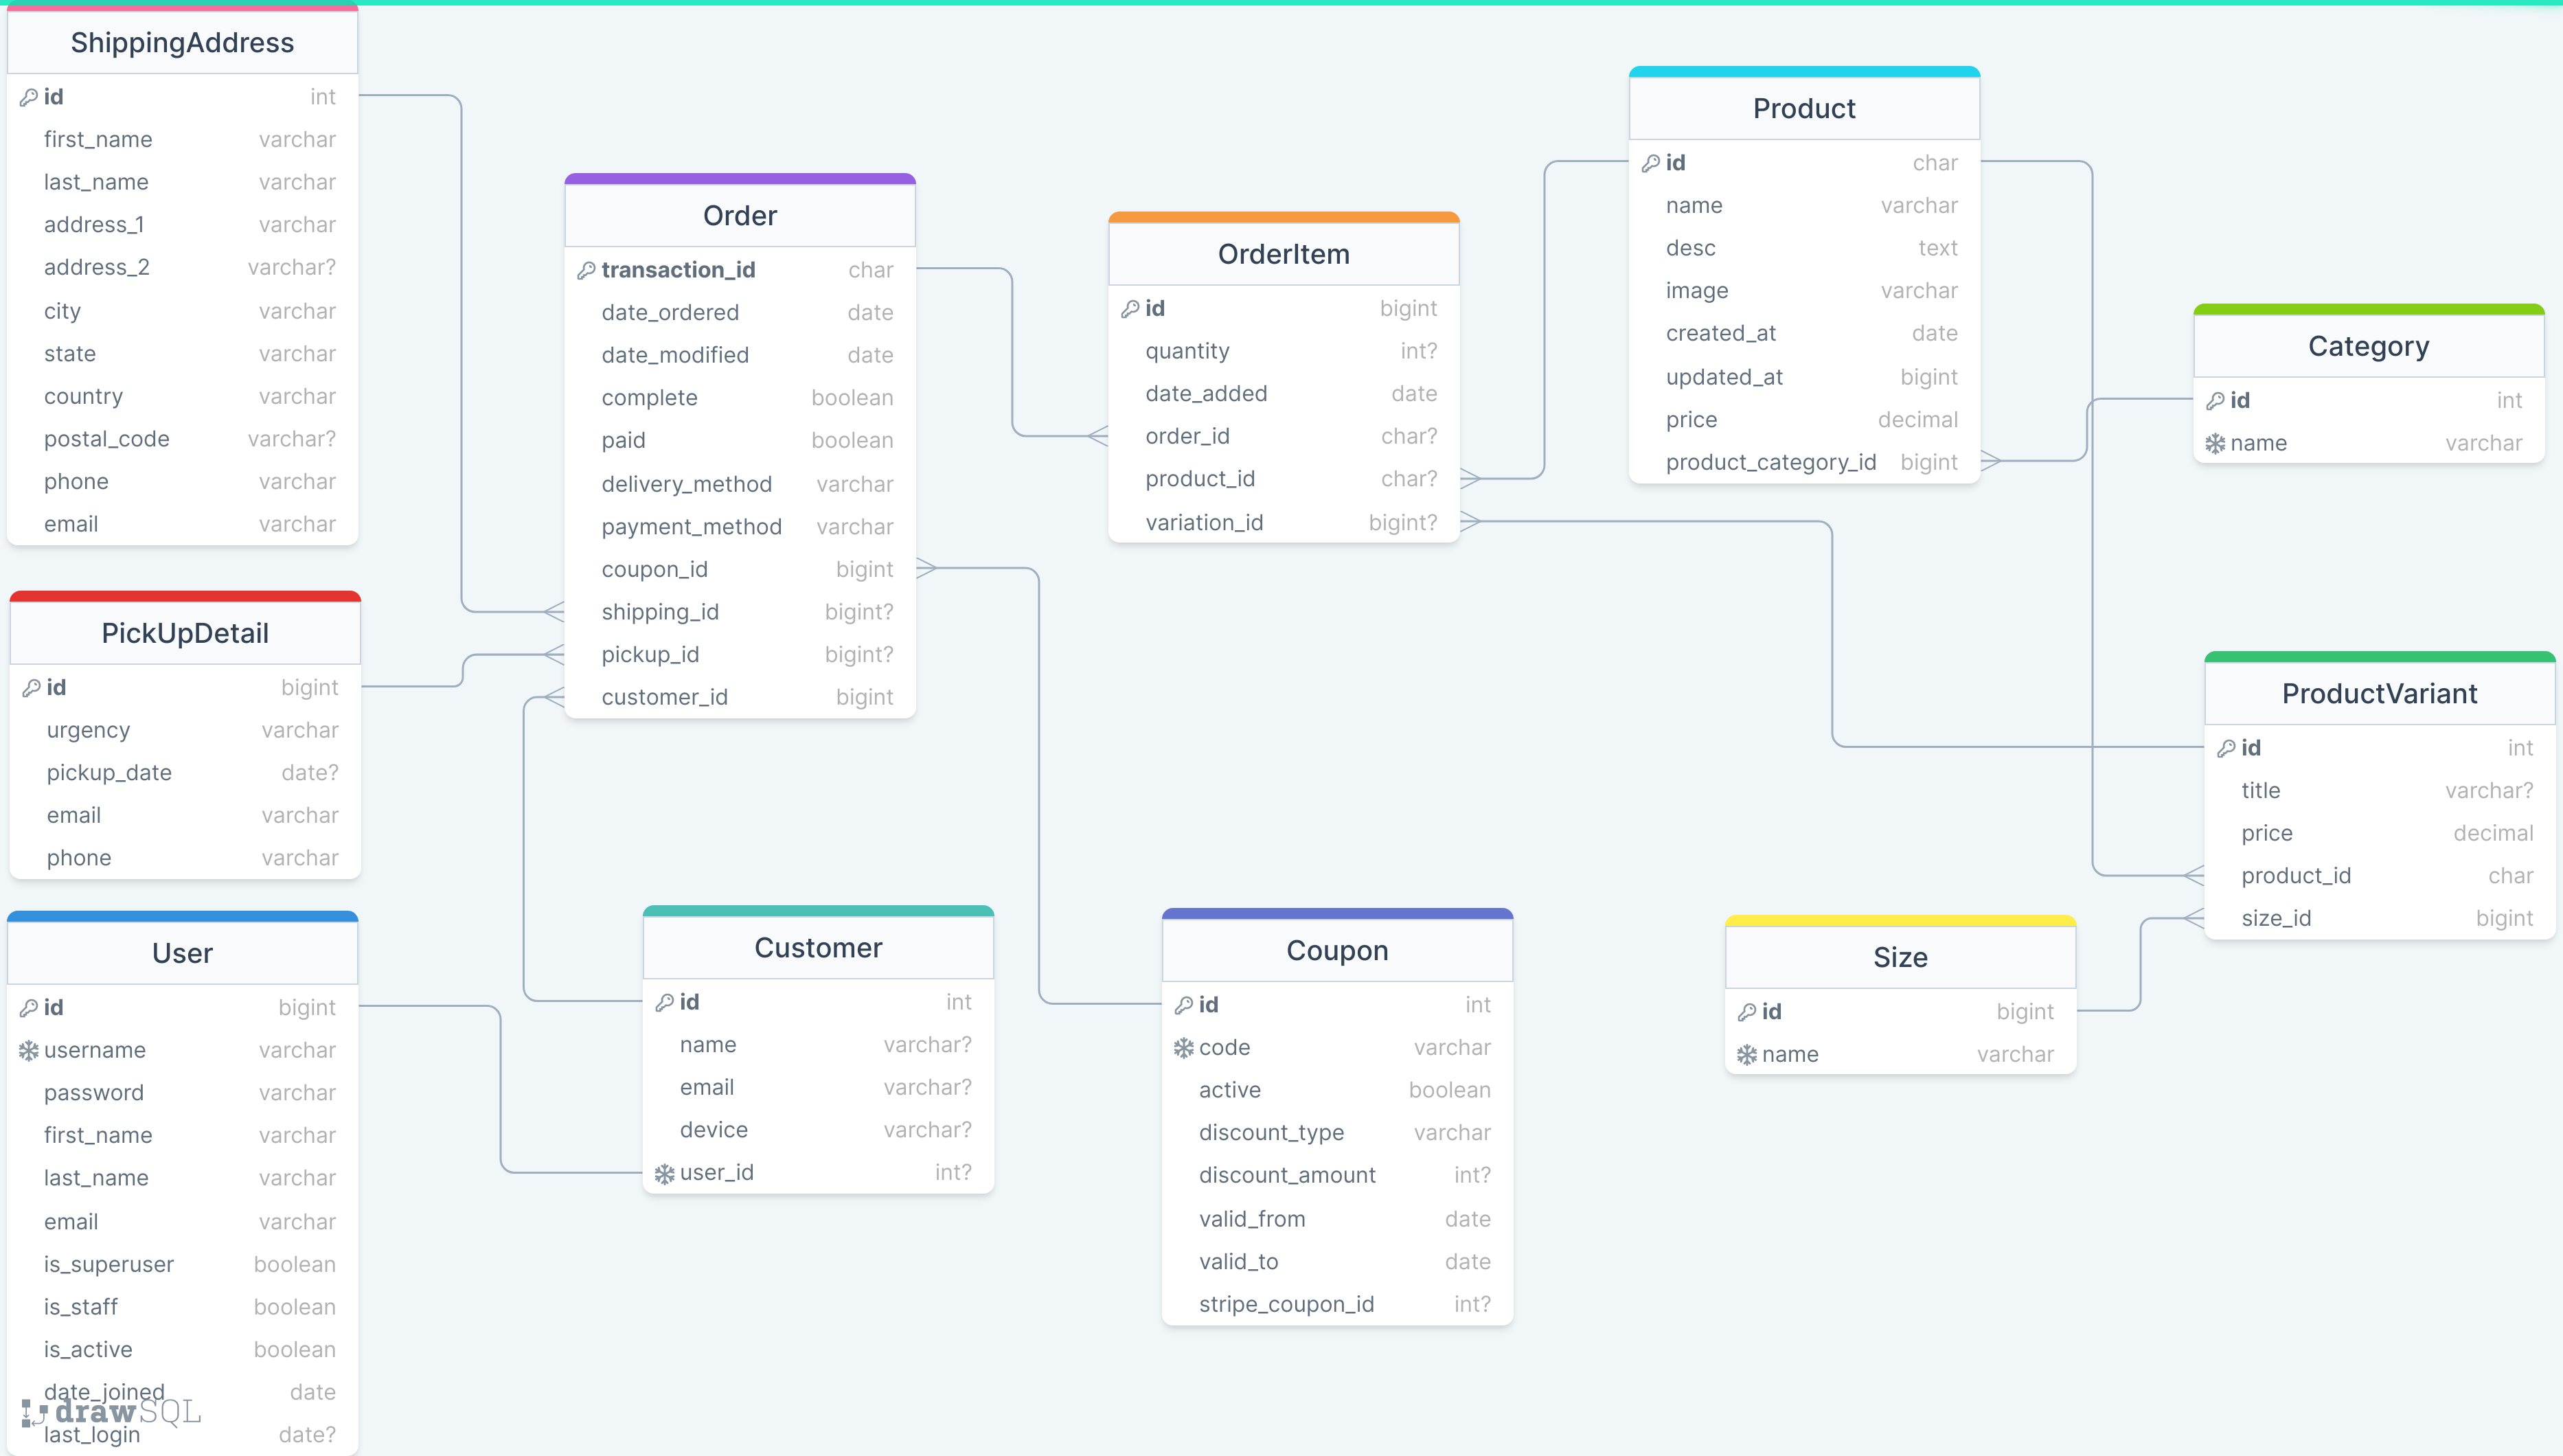 ShippingAddress
id int
first_name varchar
last_name varchar
address_1 varchar
address_2 varchar?
city varchar
state varchar
country varchar
postal_code varchar?
phone varchar
email varchar
PickUpDetail
id bigint
urgency varchar
pickup_date date?
email varchar
phone varchar
User
id bigint
username varchar
password varchar
first_name varchar
last_name varchar
email varchar
is_superuser boolean
is_staff boolean
is_active boolean
date_joined date
drawSQL
last_login date?
Order
transaction_id char
date_ordered date
date_modified date
complete boolean
paid boolean
delivery_method varchar
payment_method varchar
coupon_id bigint
shipping_id bigint?
pickup_id bigint?
customer_id bigint
Customer
id int
name varchar?
email varchar?
device varchar?
user_id int?
OrderItem
id bigint
quantity int?
date_added date
order_id char?
product_id char?
variation_id bigint?
Coupon
id int
code varchar
active boolean
discount_type varchar
discount_amount int?
valid_from date
valid_to date
stripe_coupon_id int?
Product
id char
name varchar
desc text
image varchar
created_at date
updated_at bigint
price decimal
product_category_id bigint
Size
id bigint
name varchar
Category
id int
name varchar
ProductVariant
id int
title varchar?
price decimal
product_id char
size_id bigint